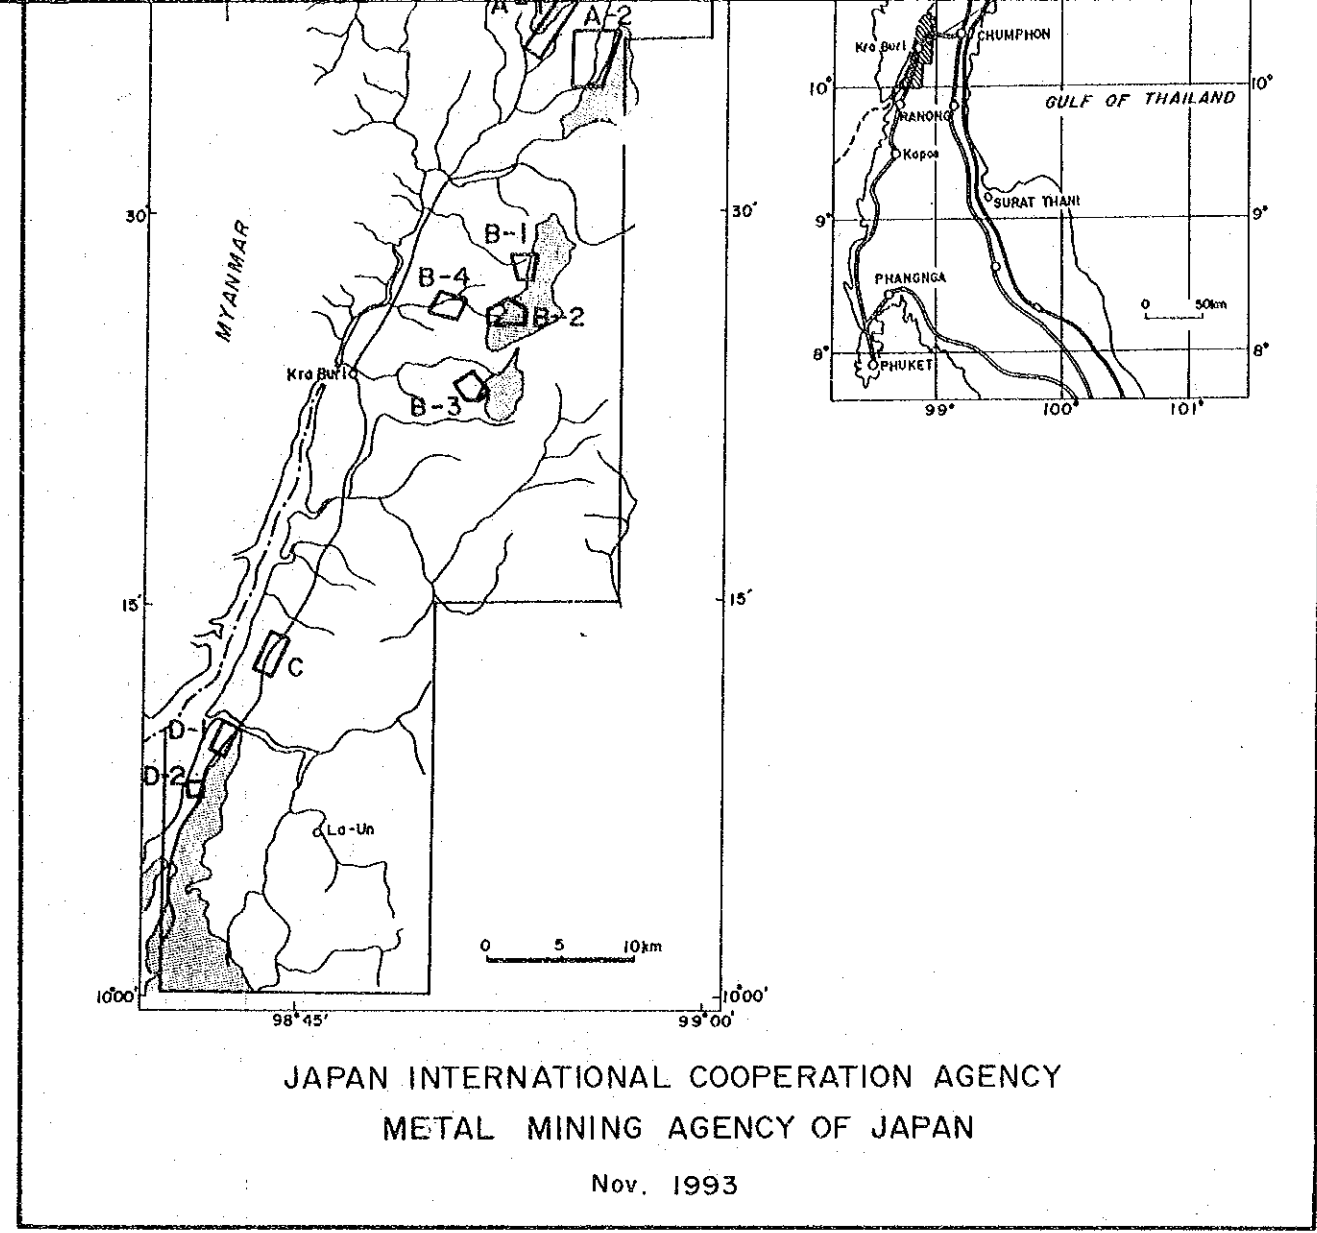 A-1
A-2
30'
30'
MYANMAR
B-1
B-4
2
B-2
Kra Buri
B-3
15'
15'
C
D-1
D-2
La-Un
0 5 10km
10°00'
10°00'
98°45'
99°00'
Kra Buri
CHUMPHON
10°
10°
GULF OF THAILAND
RANONG
Kapoe
SURAT THANI
9°
9°
PHANGNGA
0 50km
8°
8°
PHUKET
99°
100°
101°
JAPAN INTERNATIONAL COOPERATION AGENCY
METAL MINING AGENCY OF JAPAN
Nov. 1993